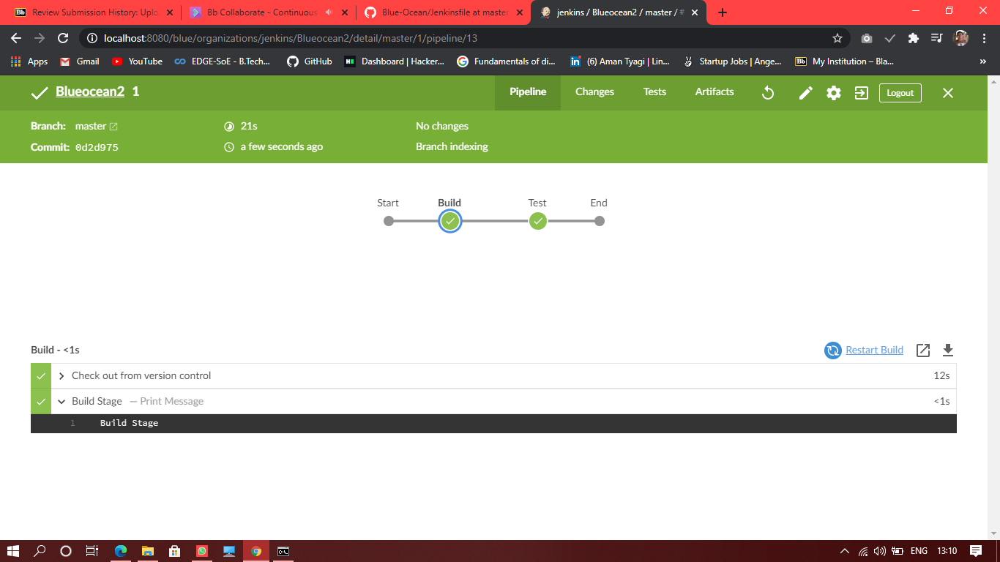 Bb Review Submission History: Uplo
Bb Collaborate - Continuous
Blue-Ocean/Jenkinsfile at master
jenkins / Blueocean2 / master / #
localhost:8080/blue/organizations/jenkins/Blueocean2/detail/master/1/pipeline/13
Apps
Gmail
YouTube
EDGE-SoE - B.Tech...
GitHub
Dashboard | Hacker...
Fundamentals of di...
in (6) Aman Tyagi | Lin...
Startup Jobs | Ange...
Bb My Institution – Bla...
»
Blueocean2 1
Pipeline
Changes
Tests
Artifacts
Logout
Branch: master
21s
No changes
Commit: 0d2d975
a few seconds ago
Branch indexing
Start
Build
Test
End
Build - <1s
Restart Build
Check out from version control
12s
Build Stage — Print Message
<1s
1 Build Stage
ENG
13:10